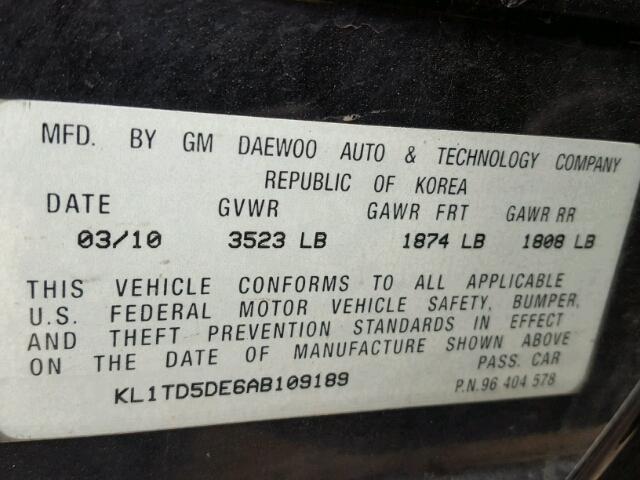 MFD. BY GM DAEWOO AUTO & TECHNOLOGY COMPANY
REPUBLIC OF KOREA
DATE GVWR GAWR FRT GAWR RR
03/10 3523 LB 1874 LB 1808 LB
THIS VEHICLE CONFORMS TO ALL APPLICABLE
U.S. FEDERAL MOTOR VEHICLE SAFETY, BUMPER,
AND THEFT PREVENTION STANDARDS IN EFFECT
ON THE DATE OF MANUFACTURE SHOWN ABOVE
PASS. CAR
KL1TD5DE6AB109189
P.N.96 404 578